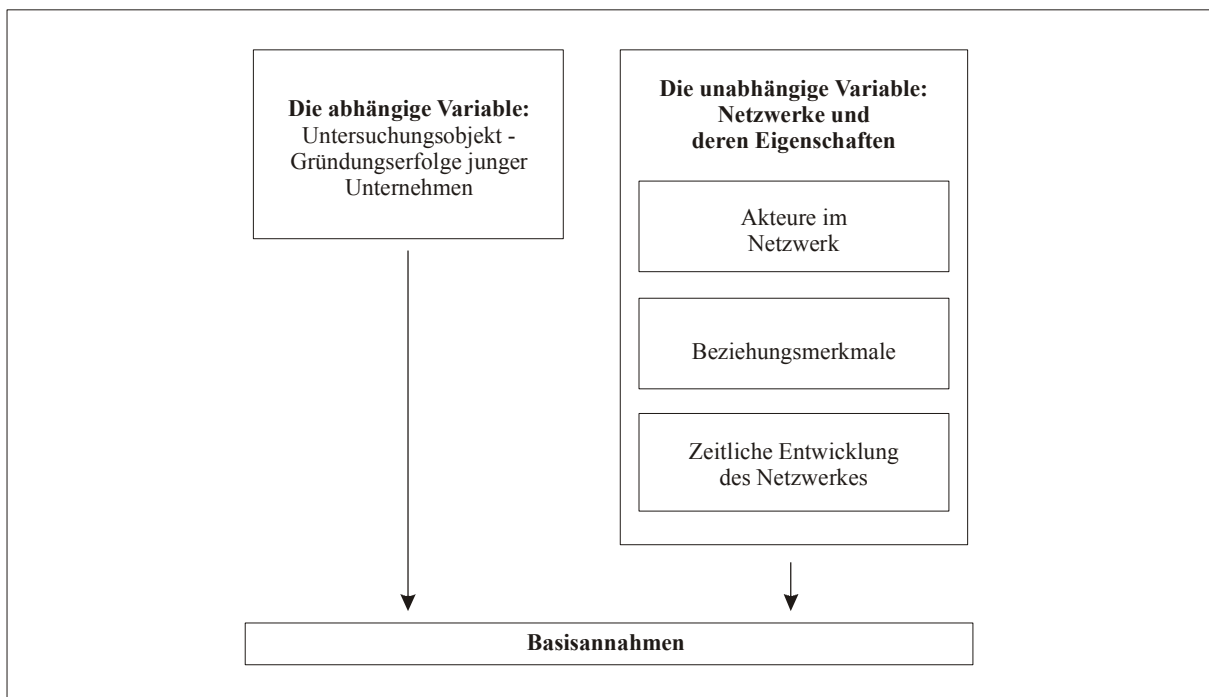 Die abhängige Variable:
Untersuchungsobjekt -
Gründungserfolge junger
Unternehmen
Die unabhängige Variable:
Netzwerke und
deren Eigenschaften
Akteure im
Netzwerk
Beziehungsmerkmale
Zeitliche Entwicklung
des Netzwerkes
Basisannahmen